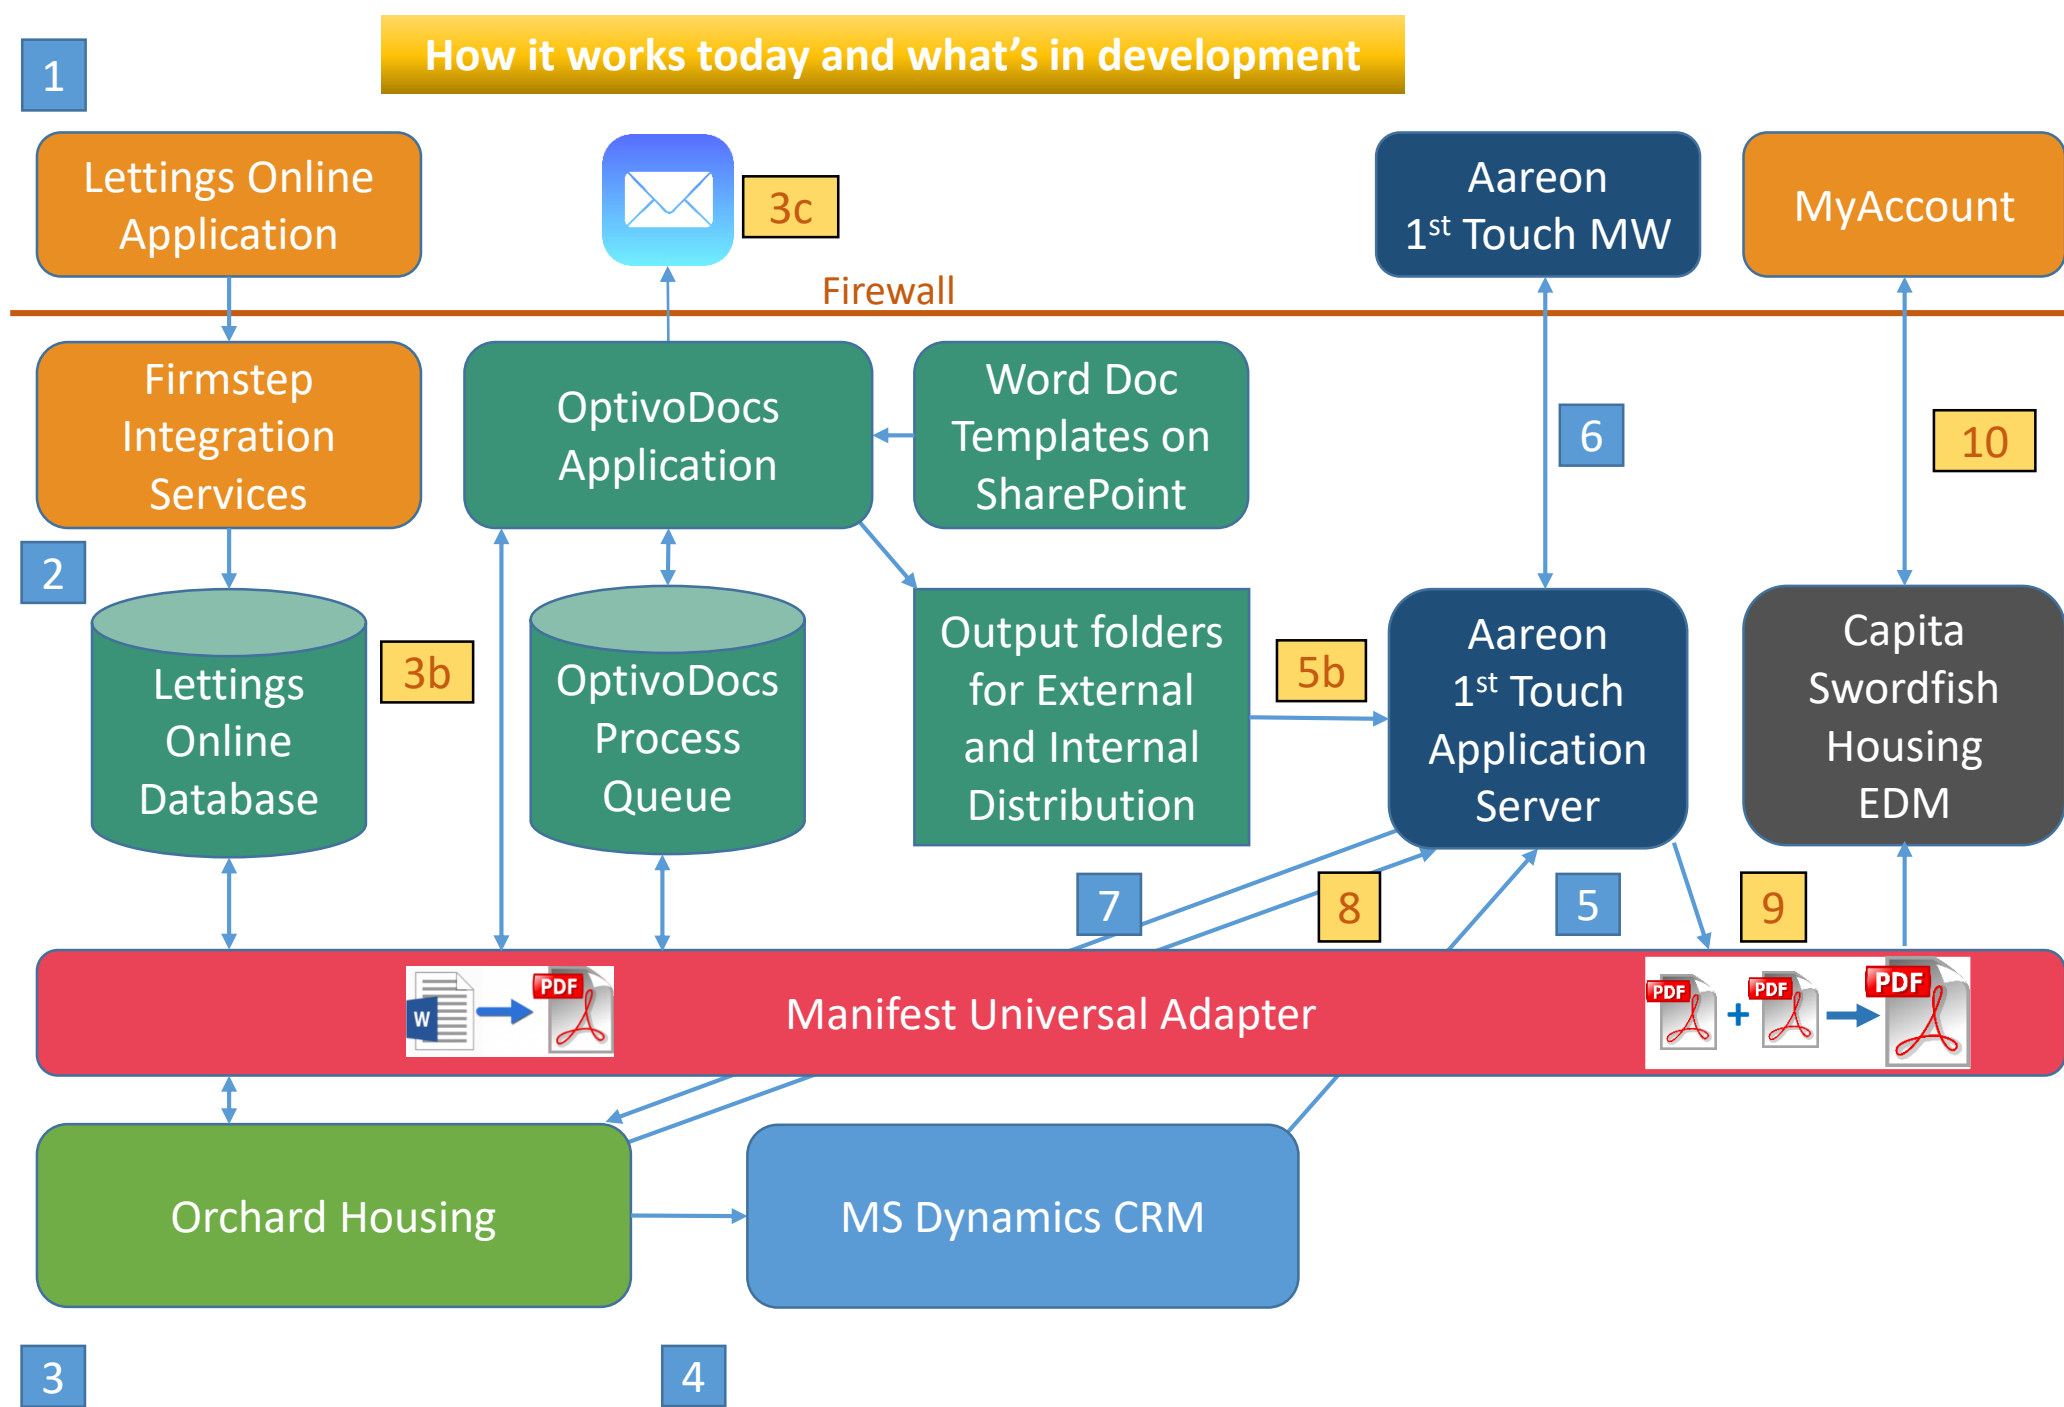 How it works today and what's in development
1
Lettings Online
Application
3c
Aareon
1st Touch MW
MyAccount
Firewall
Firmstep
Integration
Services
OptivoDocs
Application
Word Doc
Templates on
SharePoint
6
10
2
Lettings
Online
Database
3b
OptivoDocs
Process
Queue
Output folders
for External
and Internal
Distribution
5b
Aareon
1st Touch
Application
Server
Capita
Swordfish
Housing
EDM
7
8
5
9
W
PDF
Manifest Universal Adapter
PDF
+
PDF
PDF
Orchard Housing
MS Dynamics CRM
3
4